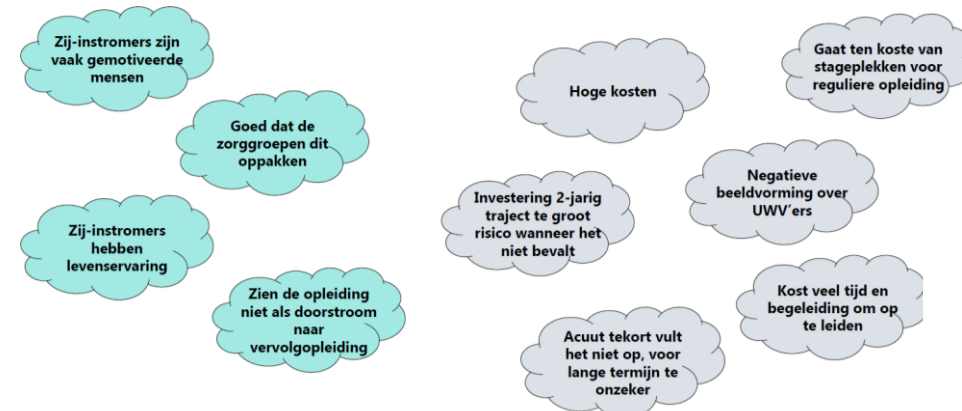 Zij-instromers zijn
vaak gemotiveerde
mensen
Goed dat de
zorggroepen dit
oppakken
Zij-instromers
hebben
levenservaring
Zien de opleiding
niet als doorstroom
naar
vervolgopleiding
Hoge kosten
Gaat ten koste van
stageplekken voor
reguliere opleiding
Investering 2-jarig
traject te groot
risico wanneer het
niet bevalt
Negatieve
beeldvorming over
UWV'ers
Acuut tekort vult
het niet op, voor
lange termijn te
onzeker
Kost veel tijd en
begeleiding om op
te leiden